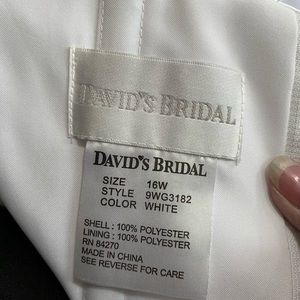 DAVID'S BRIDAL
DAVID'S BRIDAL
SIZE 16W
STYLE 9WG3182
COLOR WHITE
SHELL : 100% POLYESTER
LINING : 100% POLYESTER
RN 84270
MADE IN CHINA
SEE REVERSE FOR CARE